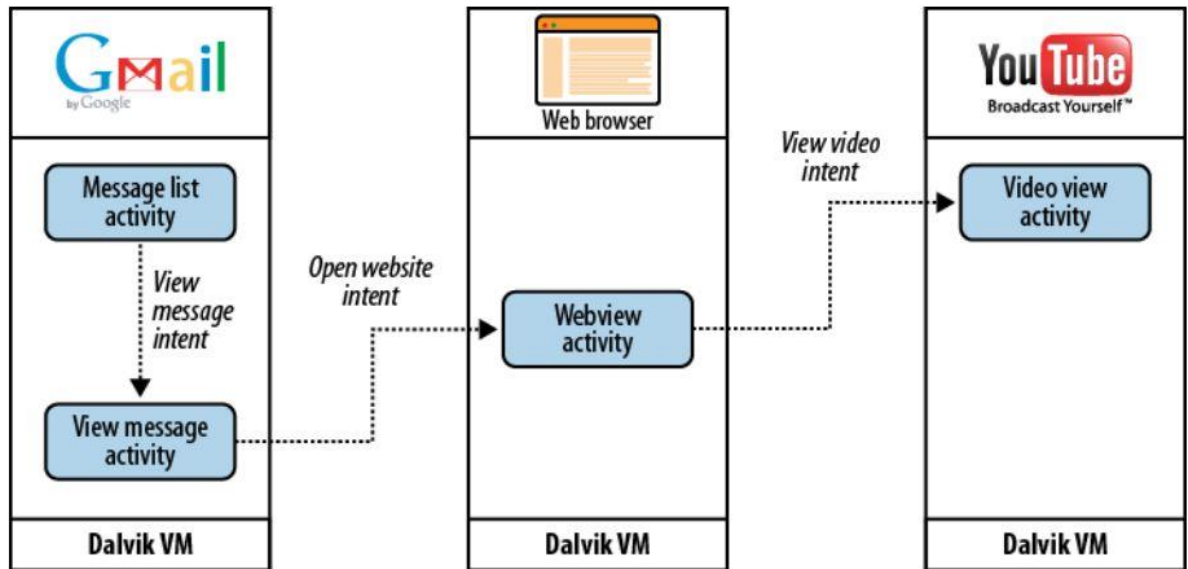 Gmail
by Google
Message list
activity
View
message
intent
View message
activity
Dalvik VM
Open website
intent
Web browser
Webview
activity
Dalvik VM
View video
intent
YouTube
Broadcast Yourself™
Video view
activity
Dalvik VM